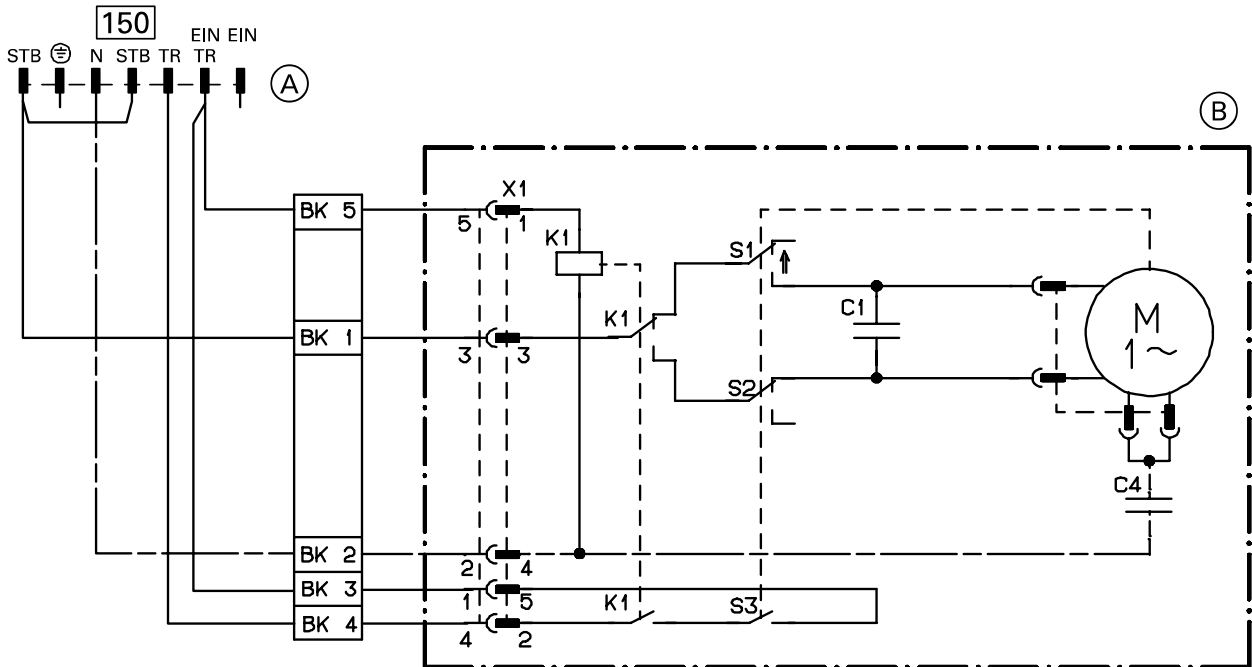 150
EIN EIN
STB N STB TR TR
A
B
X1
BK 5
5
1
K1
S1
C1
M
1~
K1
BK 1
3
3
S2
C4
BK 2
2
4
BK 3
1
5
K1
S3
BK 4
4
2